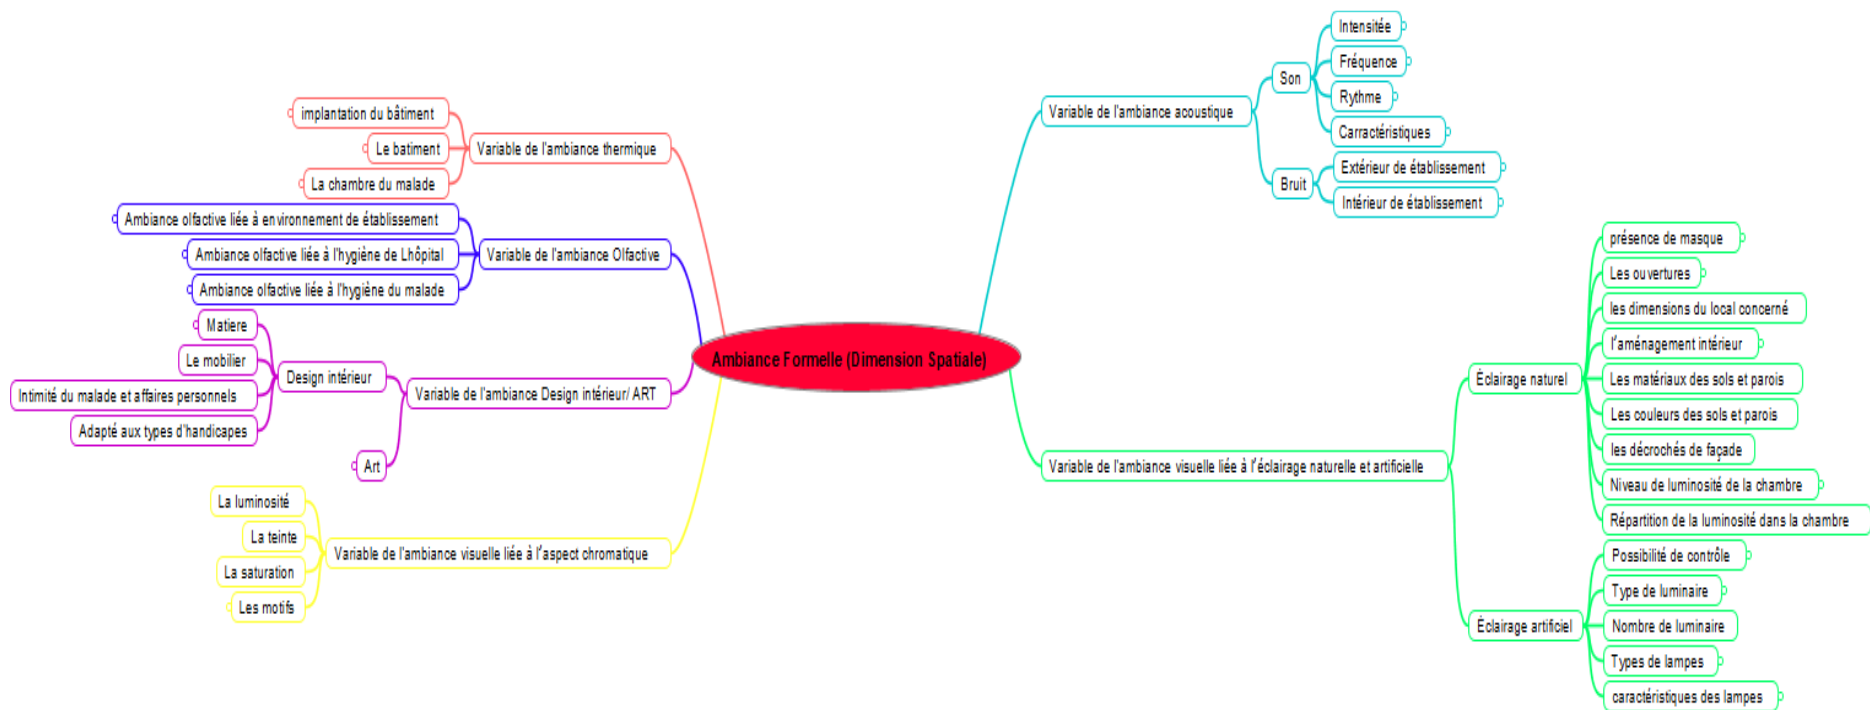 Ambiance Formelle (Dimension Spatiale)
Variable de l'ambiance thermique
implantation du bâtiment
Le batiment
La chambre du malade
Variable de l'ambiance Olfactive
Ambiance olfactive liée à environnement de établissement
Ambiance olfactive liée à l'hygiène de Lhôpital
Ambiance olfactive liée à l'hygiène du malade
Variable de l'ambiance Design intérieur/ ART
Design intérieur
Matiere
Le mobilier
Intimité du malade et affaires personnels
Adapté aux types d'handicapes
Art
Variable de l'ambiance visuelle liée à l'aspect chromatique
La luminosité
La teinte
La saturation
Les motifs
Variable de l'ambiance acoustique
Son
Intensitée
Fréquence
Rythme
Carractéristiques
Bruit
Extérieur de établissement
Intérieur de établissement
Variable de l'ambiance visuelle liée à l'éclairage naturelle et artificielle
Èclairage naturel
présence de masque
Les ouvertures
les dimensions du local concerné
l'aménagement intérieur
Les matériaux des sols et parois
Les couleurs des sols et parois
les décrochés de façade
Niveau de luminosité de la chambre
Répartition de la luminosité dans la chambre
Èclairage artificiel
Possibilité de contrôle
Type de luminaire
Nombre de luminaire
Types de lampes
caractéristiques des lampes